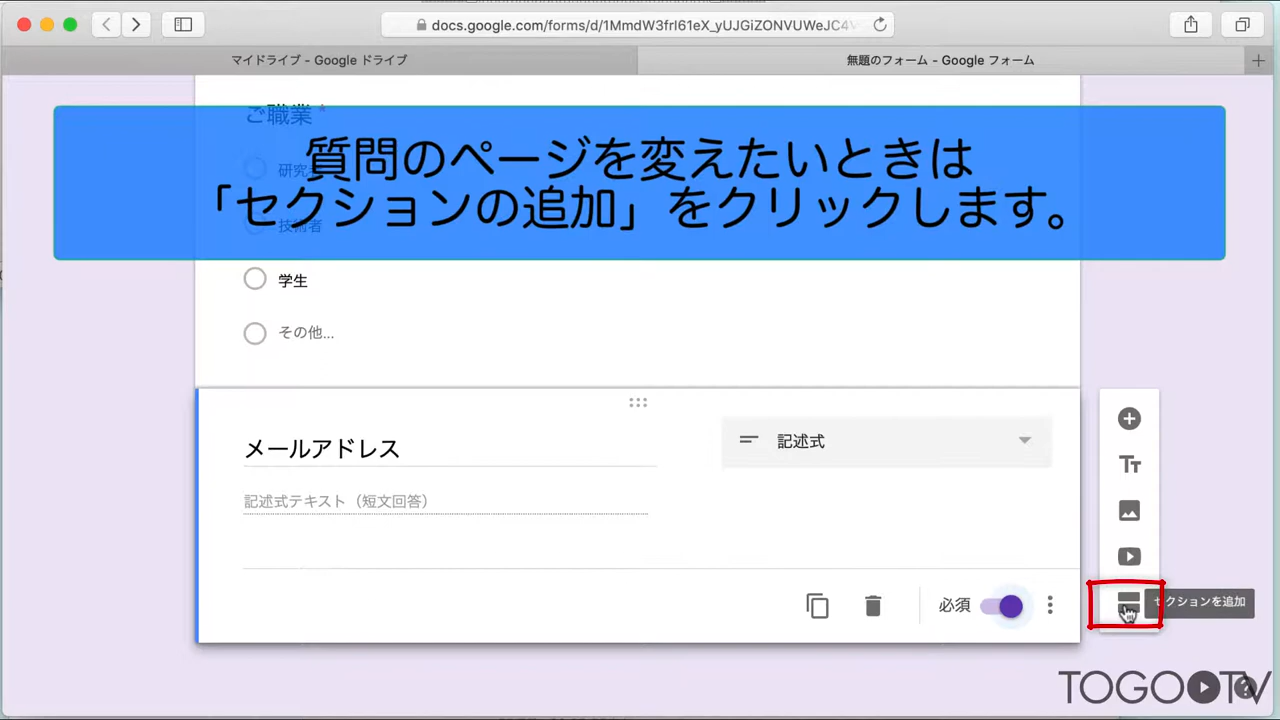 docs.google.com/forms/d/1MmdW3frI61eX_yUJGiZONVUWeJC4V
マイドライブ - Google ドライブ
無題のフォーム - Google フォーム
ご職業 *
質問のページを変えたいときは
研究者
「セクションの追加」をクリックします。
技術者
学生
その他...
メールアドレス
記述式
記述式テキスト（短文回答）
必須
セクションを追加
TOGO TV